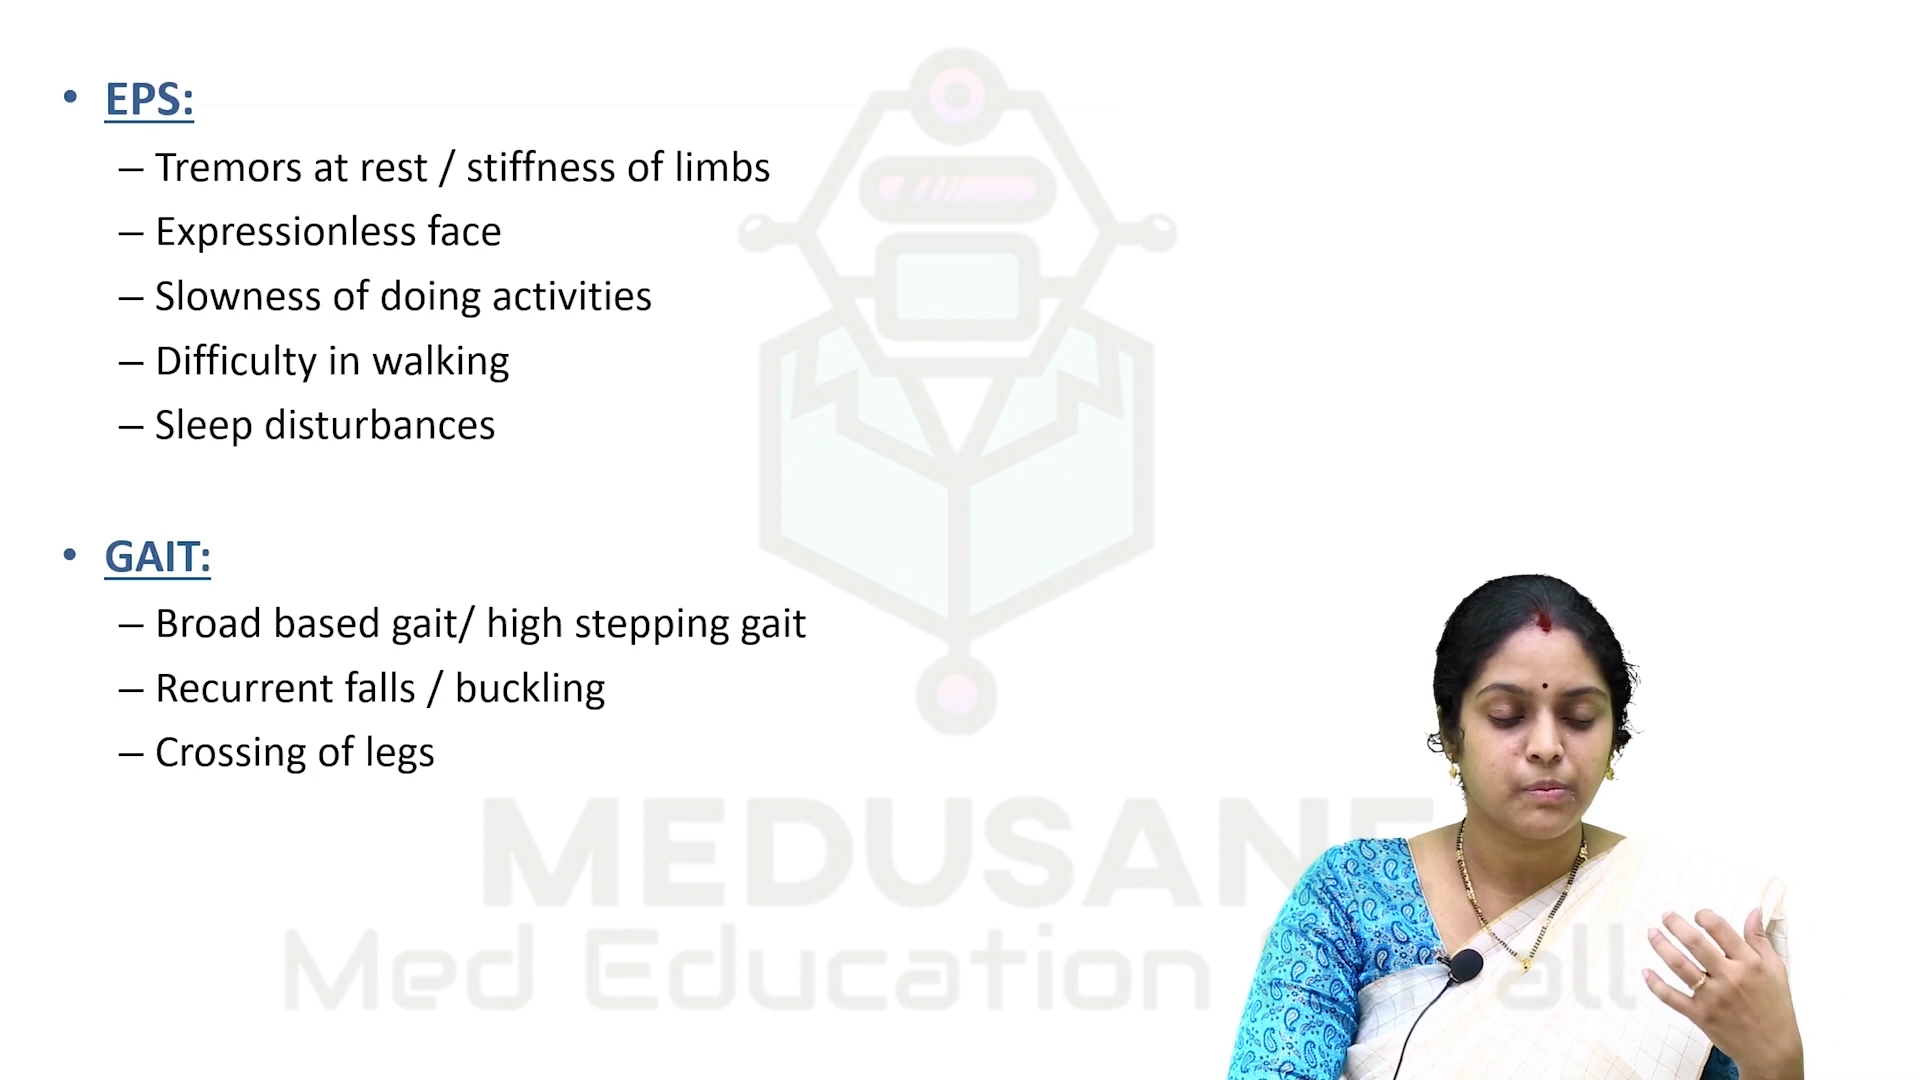 • EPS:
– Tremors at rest / stiffness of limbs
– Expressionless face
– Slowness of doing activities
– Difficulty in walking
– Sleep disturbances
• GAIT:
– Broad based gait/ high stepping gait
– Recurrent falls / buckling
– Crossing of legs
Med Education all